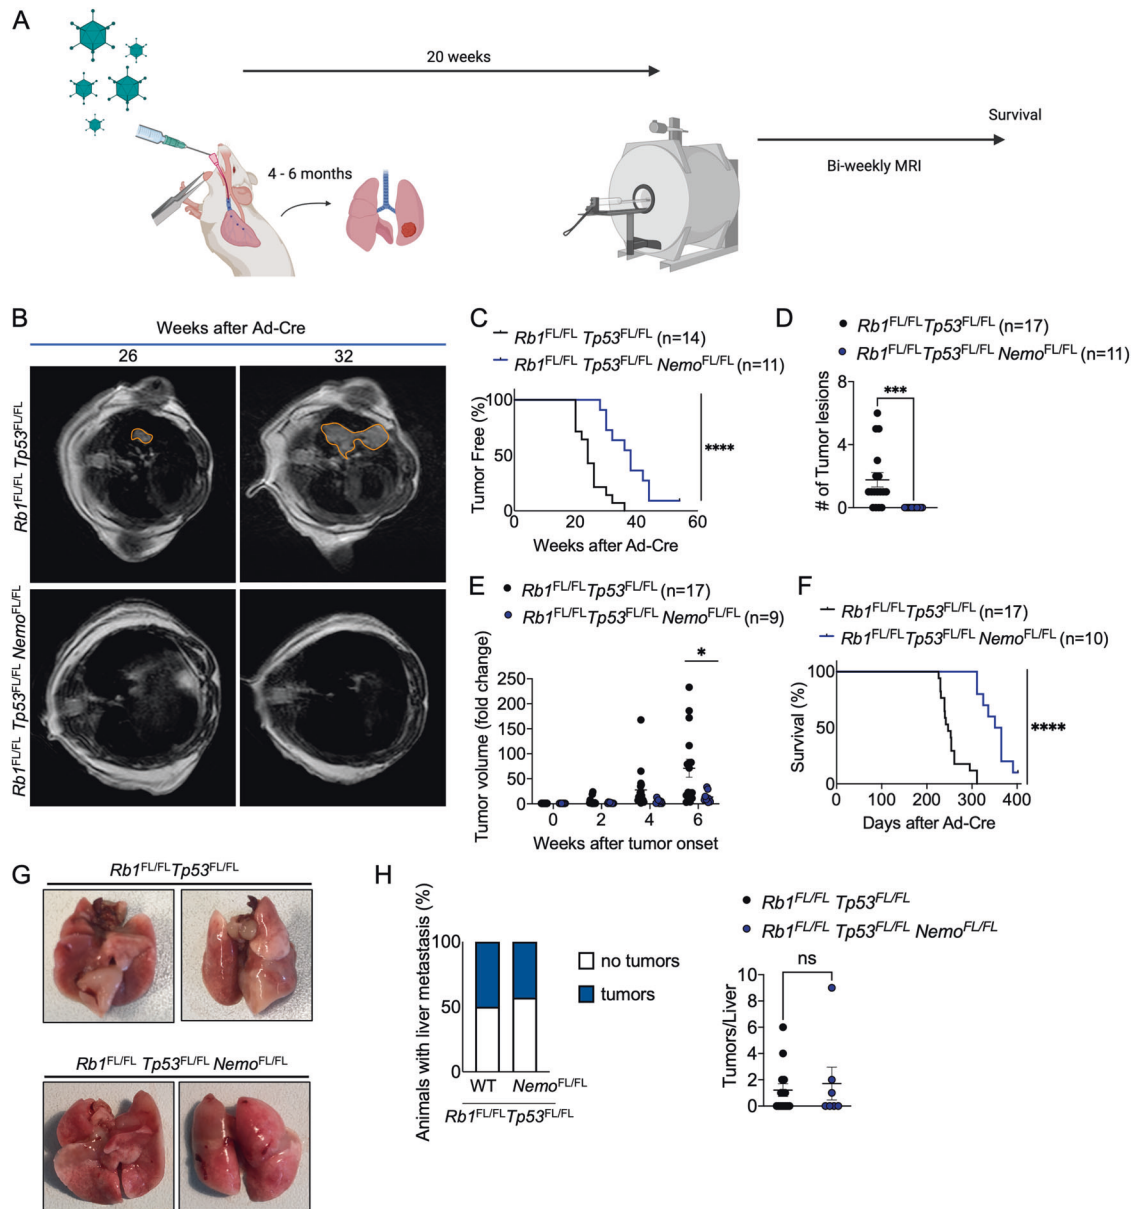 A
20 weeks
4 - 6 months
Survival
Bi-weekly MRI
B
Weeks after Ad-Cre
26
32
Rb1FL/FL Tp53FL/FL
Rb1FL/FL Tp53FL/FL NemoFL/FL
C
Rb1FL/FL Tp53FL/FL (n=14)
Rb1FL/FL Tp53FL/FL NemoFL/FL (n=11)
Tumor Free (%)
100
50
0
0 20 40 60
Weeks after Ad-Cre
****
D
Rb1FL/FL Tp53FL/FL (n=17)
Rb1FL/FL Tp53FL/FL NemoFL/FL (n=11)
# of Tumor lesions
8
4
0
***
E
Rb1FL/FL Tp53FL/FL (n=17)
Rb1FL/FL Tp53FL/FL NemoFL/FL (n=9)
Tumor volume (fold change)
250
200
150
100
50
0
*
0 2 4 6
Weeks after tumor onset
F
Rb1FL/FL Tp53FL/FL (n=17)
Rb1FL/FL Tp53FL/FL NemoFL/FL (n=10)
Survival (%)
100
50
0
0 100 200 300 400
Days after Ad-Cre
****
G
Rb1FL/FL Tp53FL/FL
Rb1FL/FL Tp53FL/FL NemoFL/FL
H
Animals with liver metastasis (%)
100
50
0
WT NemoFL/FL
Rb1FL/FL Tp53FL/FL
no tumors
tumors
Rb1FL/FL Tp53FL/FL
Rb1FL/FL Tp53FL/FL NemoFL/FL
Tumors/Liver
10
8
6
4
2
0
ns